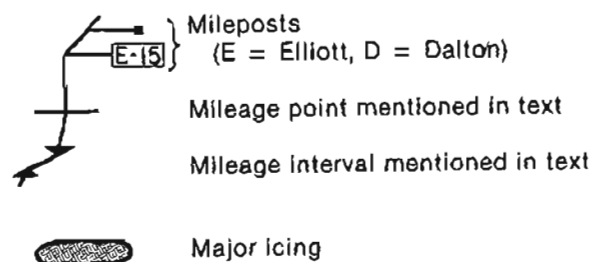 Mileposts
E-15
(E = Elliott, D = Dalton)
Mileage point mentioned in text
Mileage interval mentioned in text
Major icing